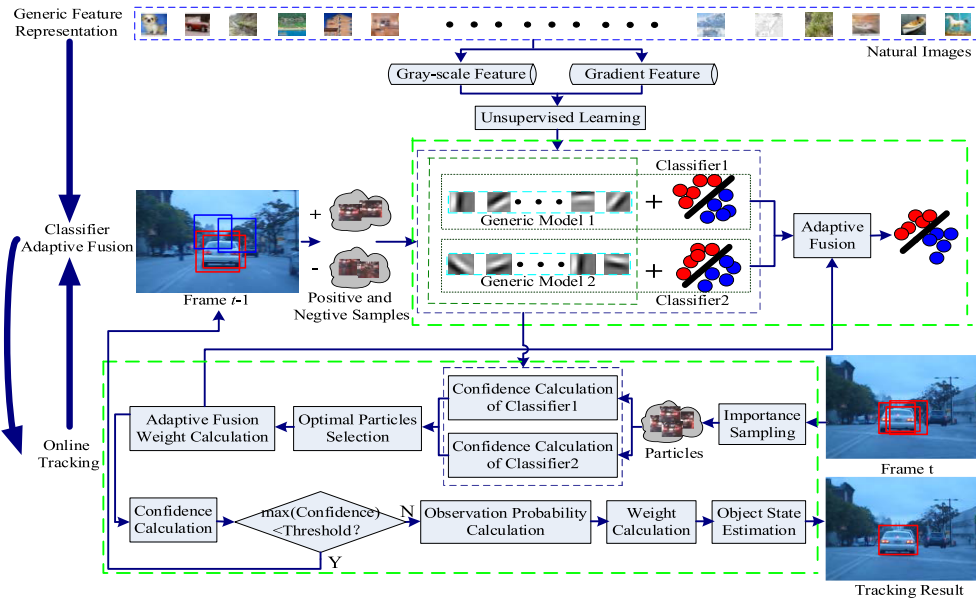 Generic Feature
Representation
Natural Images
Gray-scale Feature
Gradient Feature
Unsupervised Learning
Classifier1
Generic Model 1
Classifier
Adaptive Fusion
+
-
+
+
Adaptive
Fusion
Generic Model 2
Classifier2
Frame t-1
Positive and
Negtive Samples
Confidence Calculation
of Classifier1
Confidence Calculation
of Classifier2
Adaptive Fusion
Weight Calculation
Optimal Particles
Selection
Particles
Importance
Sampling
Online
Tracking
Frame t
Confidence
Calculation
max(Confidence)
<Threshold?
N
Y
Observation Probability
Calculation
Weight
Calculation
Object State
Estimation
Tracking Result